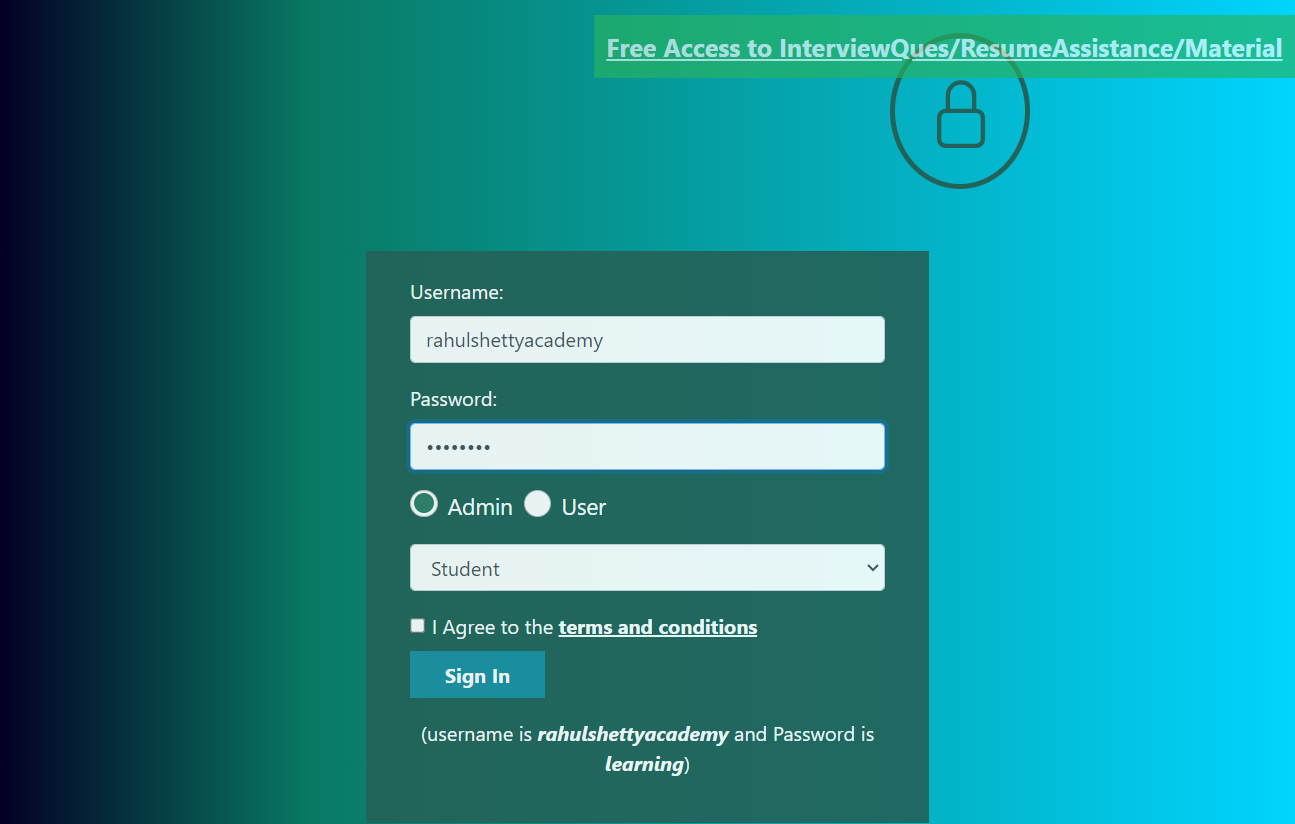 Free Access to InterviewQues/ResumeAssistance/Material
Username:
rahulshettyacademy
Password:
••••••••
Admin User
Student
I Agree to the terms and conditions
Sign In
(username is rahulshettyacademy and Password is
learning)